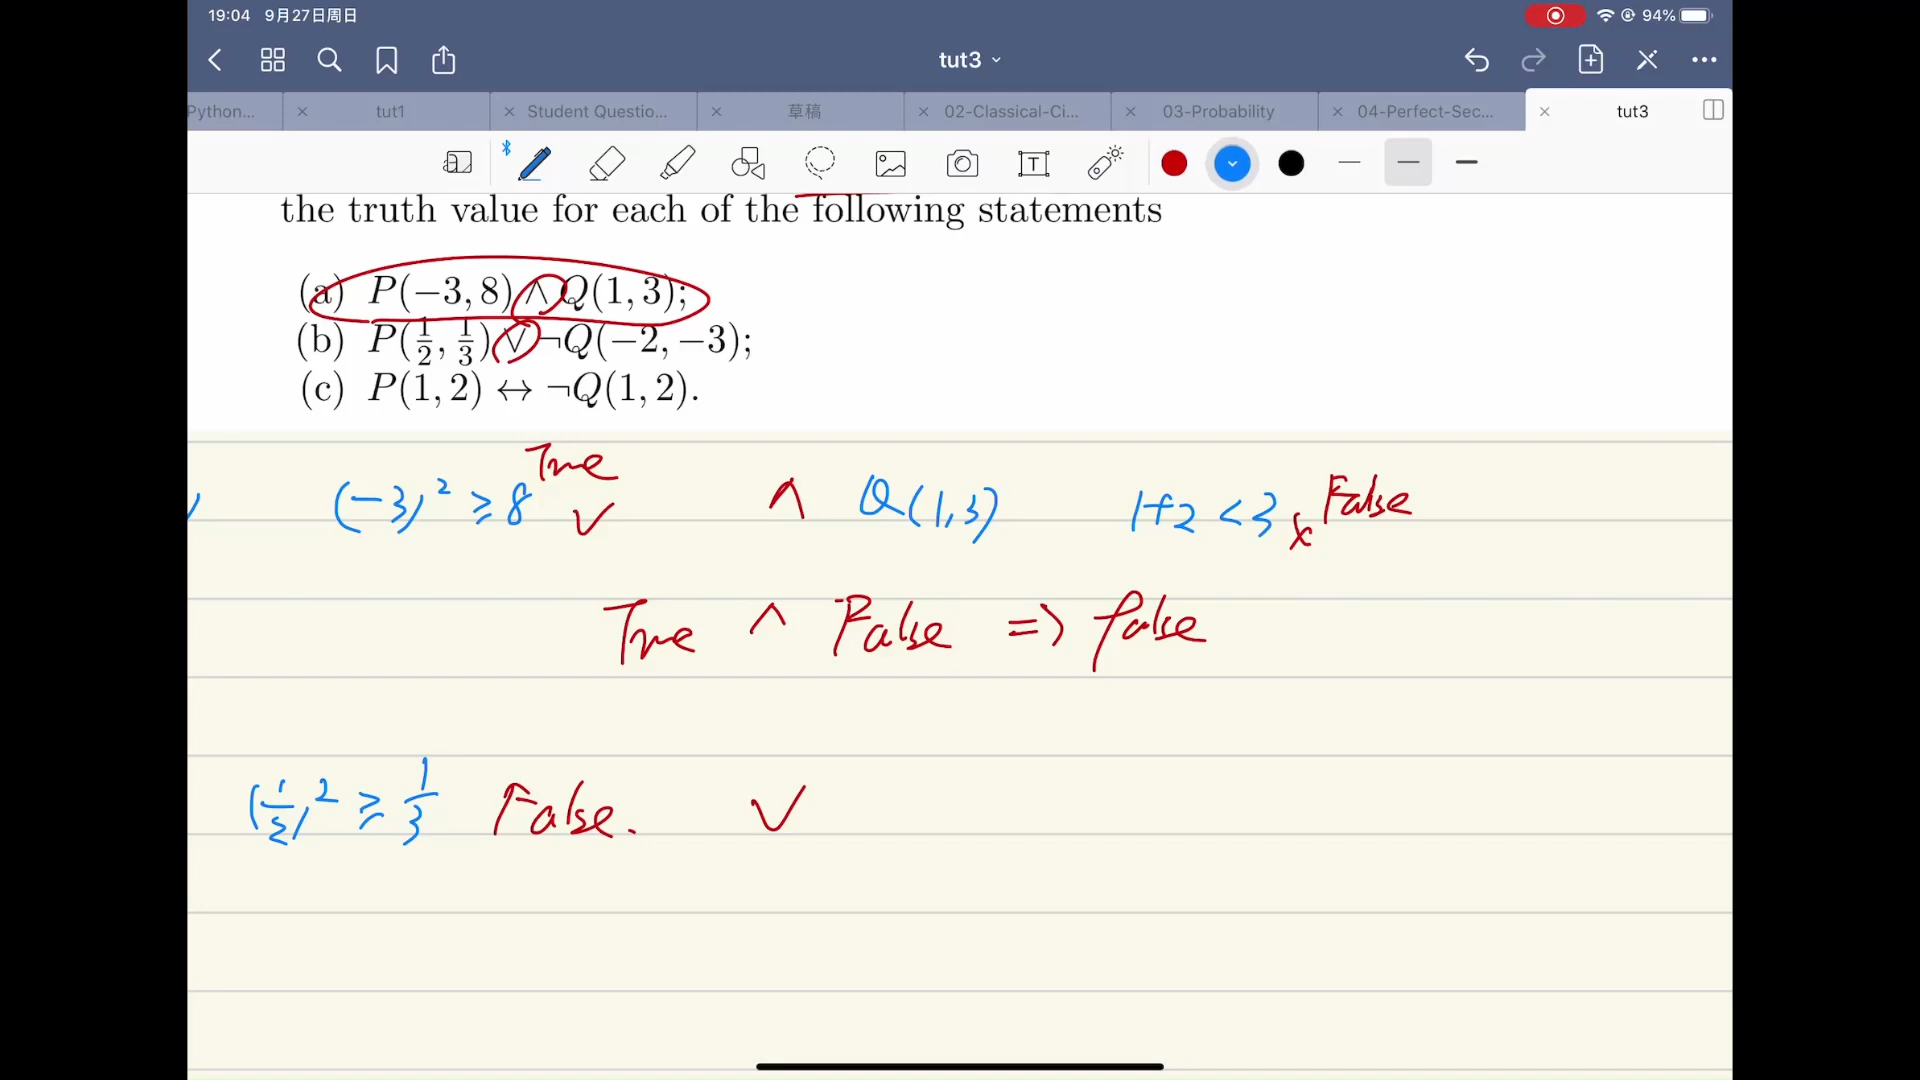 19:04 9月27日周日 94%
tut3
Python... tut1 Student Questio... 草稿 02-Classical-Ci... 03-Probability 04-Perfect-Sec... tut3
the truth value for each of the following statements
(a) P(−3, 8) ∧ Q(1, 3);
(b) P(1/2, 1/3) ∨ ¬Q(−2, −3);
(c) P(1, 2) ↔ ¬Q(1, 2).
True
(-3)² ≥ 8 ✓ ∧ Q(1,3) 1+2 < 3 × False
True ∧ False => false
(1/2)² ≥ 1/3 False. ∨